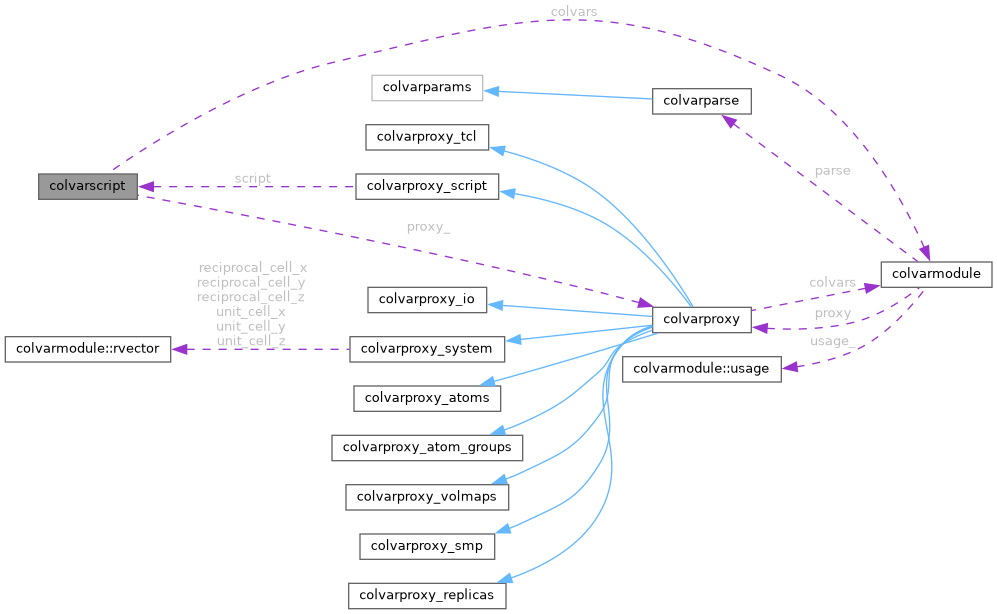 colvars
colvarparams
colvarparse
colvarproxy_tcl
colvarscript
script
colvarproxy_script
parse
proxy_
reciprocal_cell_x
reciprocal_cell_y
reciprocal_cell_z
unit_cell_x
unit_cell_y
unit_cell_z
colvarmodule
colvarproxy_io
colvars
colvarproxy
proxy
usage_
colvarmodule::rvector
colvarproxy_system
colvarmodule::usage
colvarproxy_atoms
colvarproxy_atom_groups
colvarproxy_volmaps
colvarproxy_smp
colvarproxy_replicas